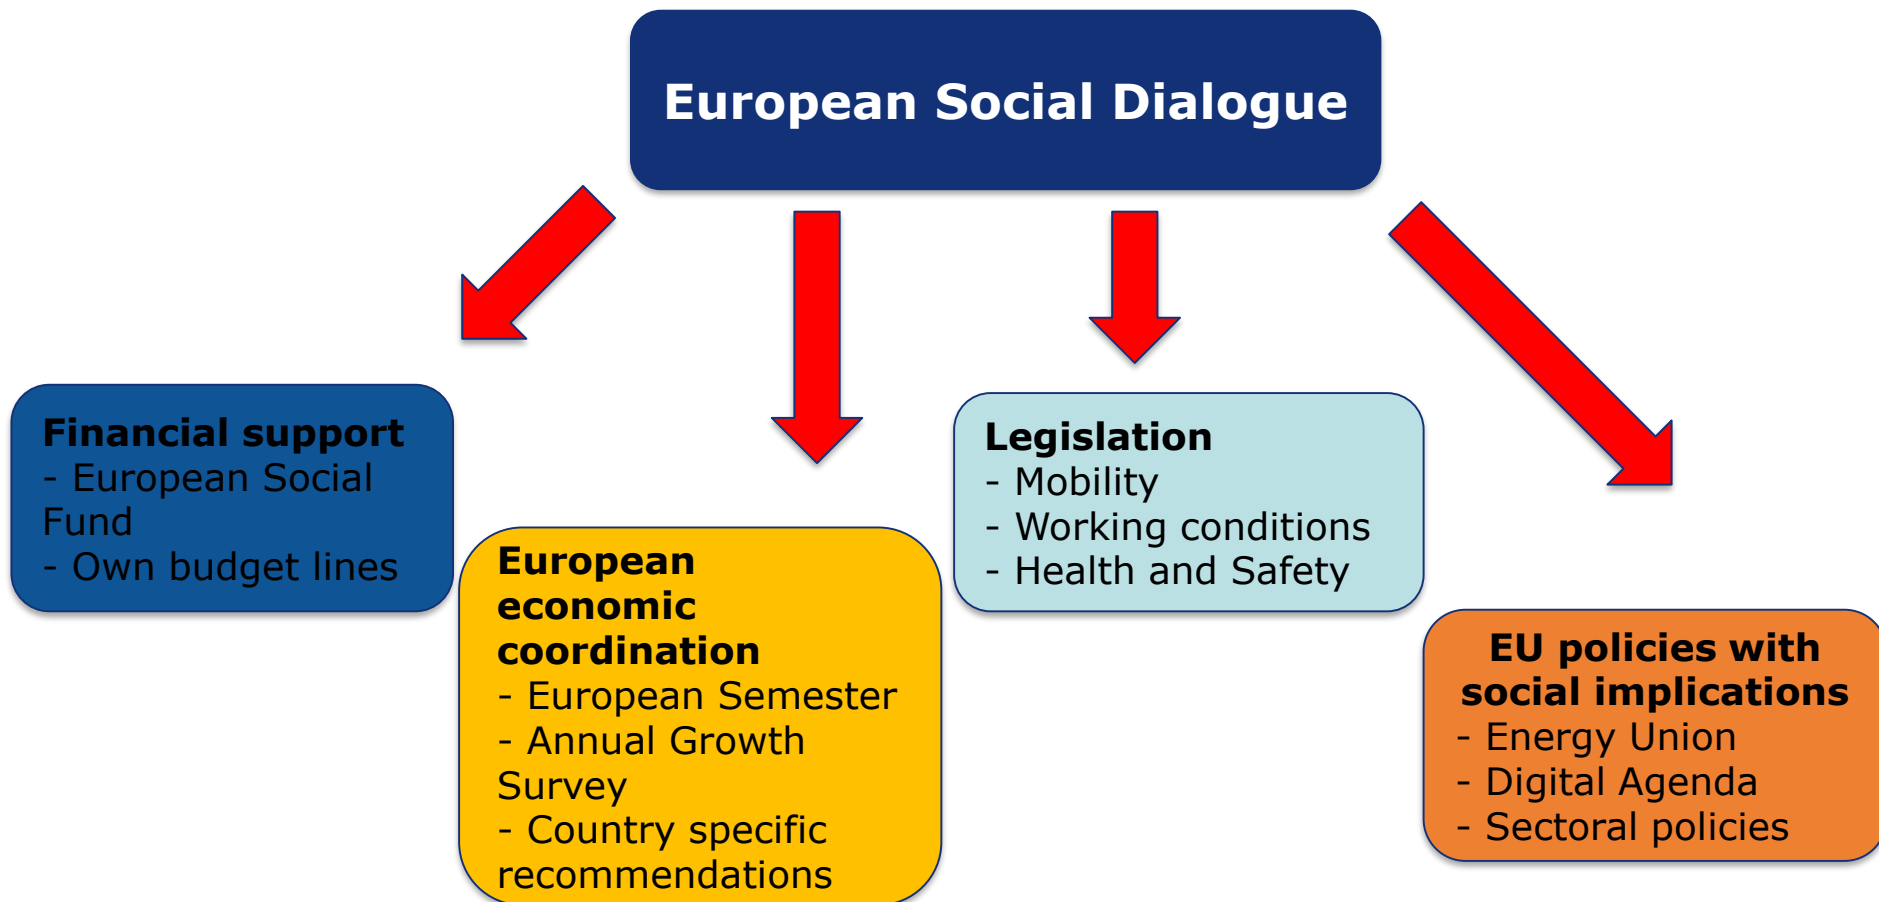 European Social Dialogue
Financial support
- European Social
Fund
- Own budget lines
European
economic
coordination
- European Semester
- Annual Growth
Survey
- Country specific
recommendations
Legislation
- Mobility
- Working conditions
- Health and Safety
EU policies with
social implications
- Energy Union
- Digital Agenda
- Sectoral policies